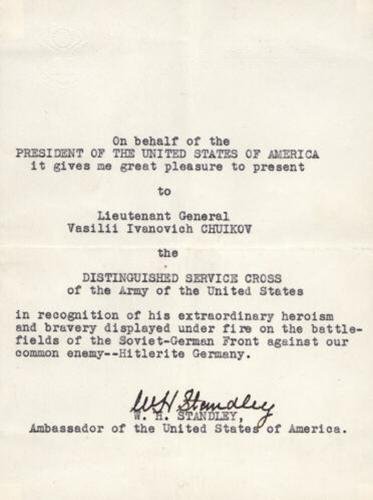 On behalf of the
PRESIDENT OF THE UNITED STATES OF AMERICA
it gives me great pleasure to present
to
Lieutenant General
Vasilii Ivanovich CHUIKOV
the
DISTINGUISHED SERVICE CROSS
of the Army of the United States
in recognition of his extraordinary heroism
and bravery displayed under fire on the battle-
fields of the Soviet-German Front against our
common enemy--Hitlerite Germany.
W H Standley
W. H. STANDLEY,
Ambassador of the United States of America.